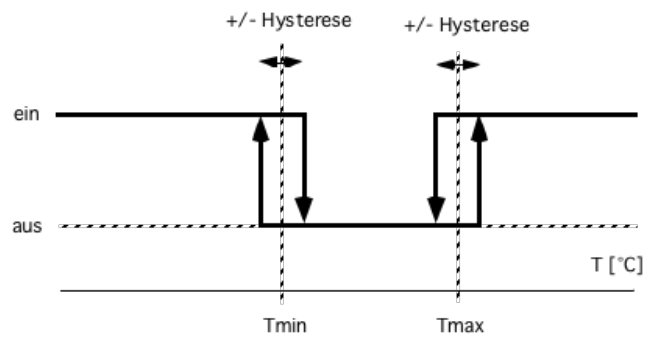 +/- Hysterese
+/- Hysterese
ein
aus
T [°C]
Tmin
Tmax